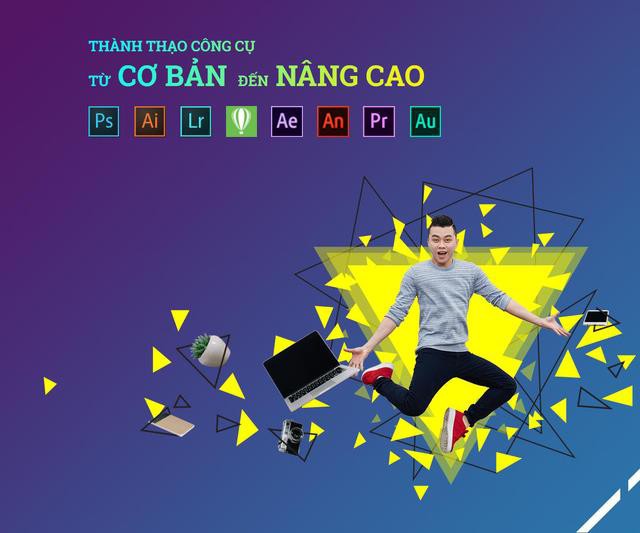 THÀNH THẠO CÔNG CỤ
TỪ CƠ BẢN ĐẾN NÂNG CAO
Ps Ai Lr Ae An Pr Au